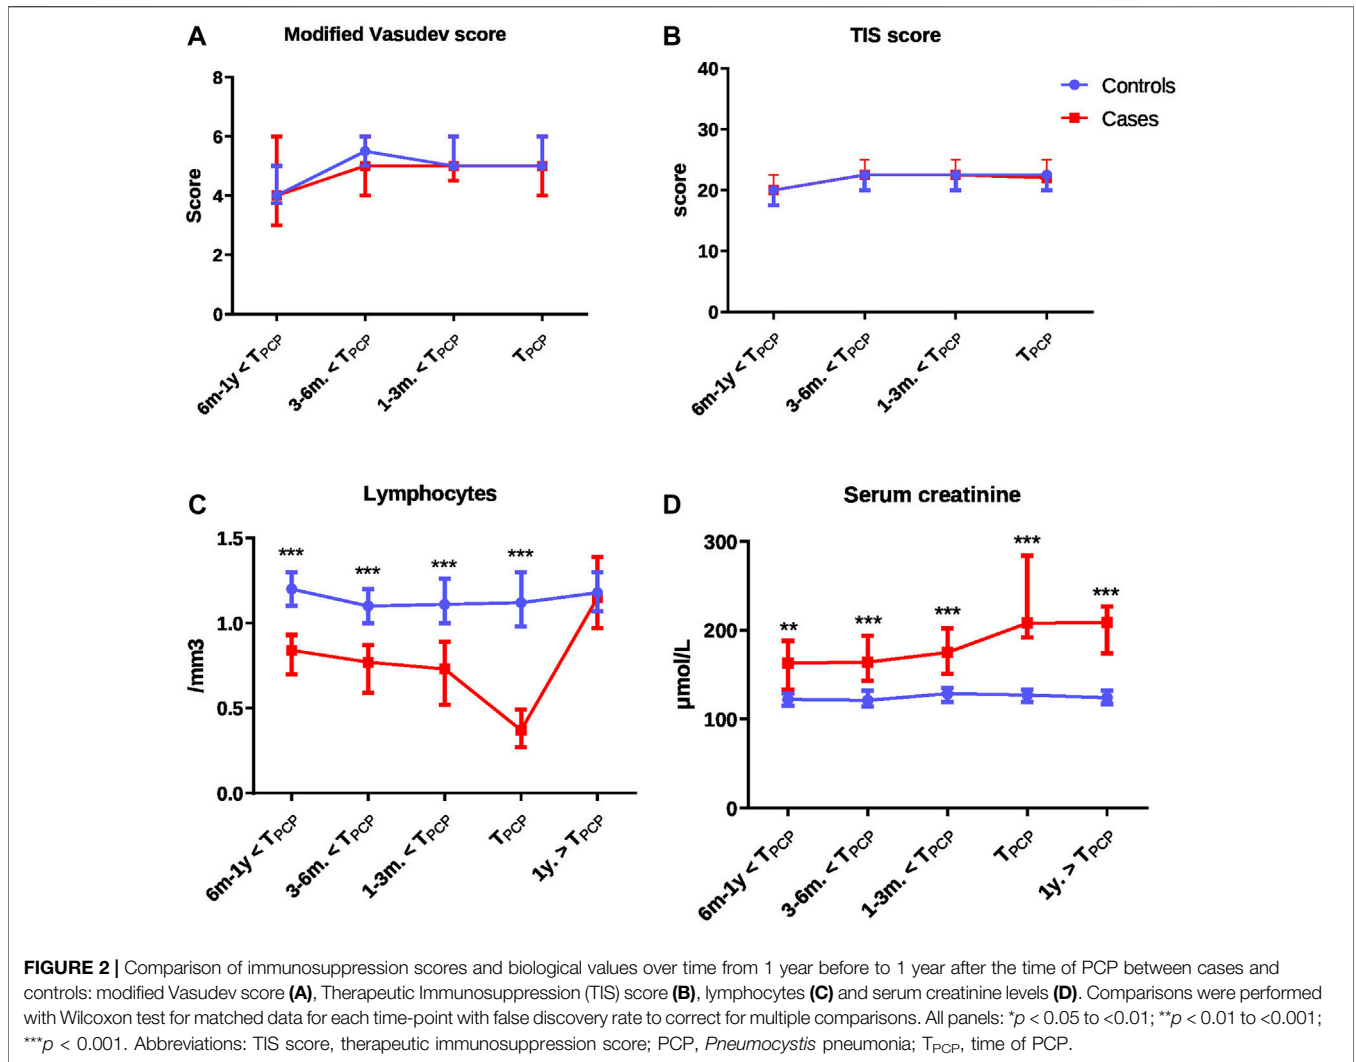 A
Modified Vasudev score
8
6
4
2
0
Score
6m-1y < TPCP
3-6m. < TPCP
1-3m. < TPCP
TPCP
B
TIS score
40
30
20
10
0
score
Controls
Cases
6m-1y < TPCP
3-6m. < TPCP
1-3m. < TPCP
TPCP
C
Lymphocytes
1.5
1.0
0.5
0.0
/mm3
***
***
***
***
6m-1y < TPCP
3-6m. < TPCP
1-3m. < TPCP
TPCP
1y. > TPCP
D
Serum creatinine
300
200
100
0
µmol/L
**
***
***
***
***
6m-1y < TPCP
3-6m. < TPCP
1-3m. < TPCP
TPCP
1y. > TPCP
FIGURE 2 | Comparison of immunosuppression scores and biological values over time from 1 year before to 1 year after the time of PCP between cases and
controls: modified Vasudev score (A), Therapeutic Immunosuppression (TIS) score (B), lymphocytes (C) and serum creatinine levels (D). Comparisons were performed
with Wilcoxon test for matched data for each time-point with false discovery rate to correct for multiple comparisons. All panels: *p < 0.05 to <0.01; **p < 0.01 to <0.001;
***p < 0.001. Abbreviations: TIS score, therapeutic immunosuppression score; PCP, Pneumocystis pneumonia; TPCP, time of PCP.